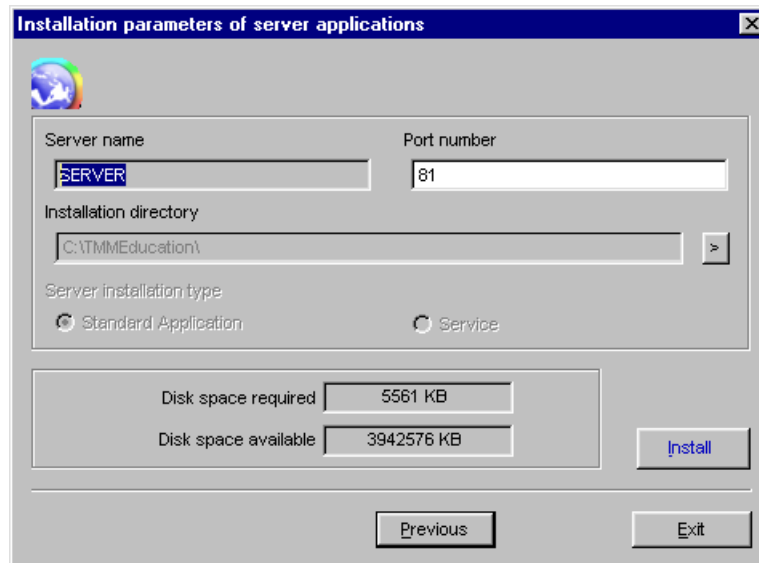 Installation parameters of server applications
Server name Port number
SERVER 81
Installation directory
C:\TMMEducation\ >
Server installation type
Standard Application Service
Disk space required 5561 KB
Disk space available 3942576 KB
Install
Previous Exit